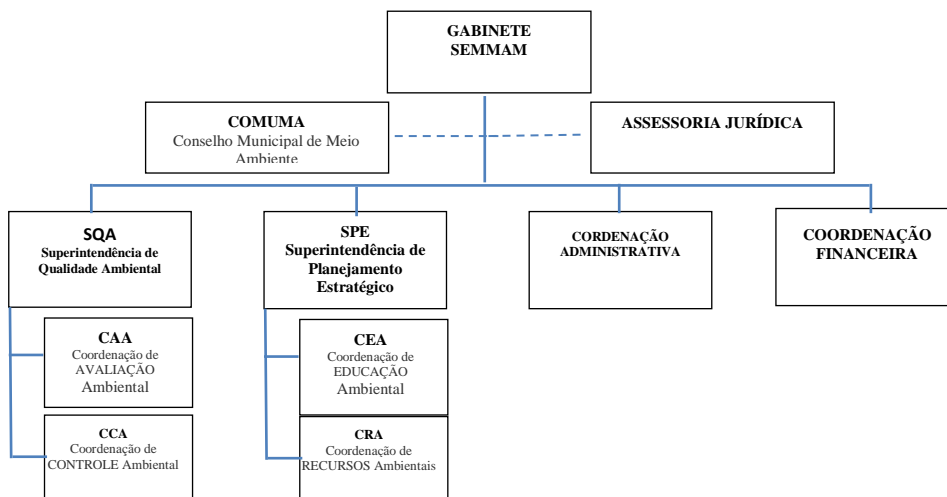 GABINETE
SEMMAM
COMUMA
Conselho Municipal de Meio
Ambiente
ASSESSORIA JURÍDICA
SQA
Superintendência de
Qualidade Ambiental
SPE
Superintendência de
Planejamento
Estratégico
CORDENAÇÃO
ADMINISTRATIVA
COORDENAÇÃO
FINANCEIRA
CAA
Coordenação de
AVALIAÇÃO
Ambiental
CEA
Coordenação de
EDUCAÇÃO
Ambiental
CCA
Coordenação de
CONTROLE Ambiental
CRA
Coordenação de
RECURSOS Ambientais